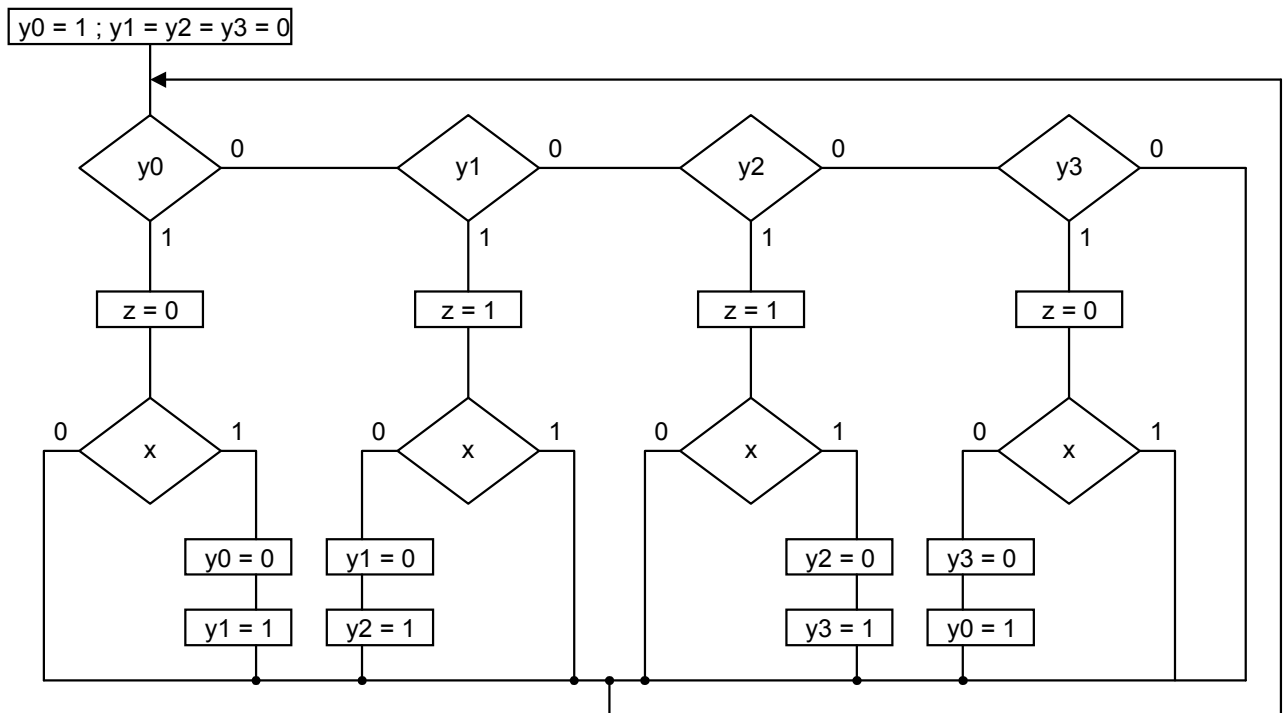 y0 = 1 ; y1 = y2 = y3 = 0
y0 0 y1 0 y2 0 y3 0
1 1 1 1
z = 0 z = 1 z = 1 z = 0
0 x 1 0 x 1 0 x 1 0 x 1
y0 = 0 y1 = 0 y2 = 0 y3 = 0
y1 = 1 y2 = 1 y3 = 1 y0 = 1